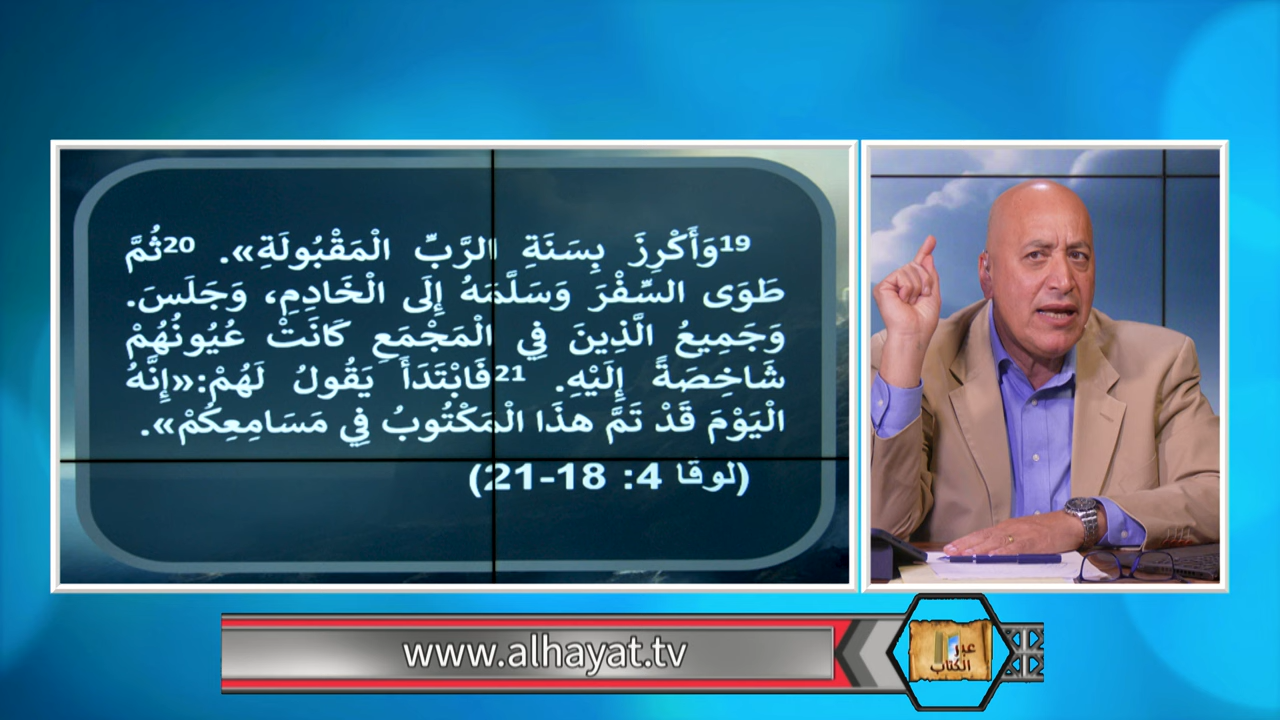 19وَأَكْرِزَ بِسَنَةِ الرَّبِّ الْمَقْبُولَةِ». 20ثُمَّ
طَوَى السِّفْرَ وَسَلَّمَهُ إِلَى الْخَادِمِ، وَجَلَسَ.
وَجَمِيعُ الَّذِينَ فِي الْمَجْمَعِ كَانَتْ عُيُونُهُمْ
شَاخِصَةً إِلَيْهِ. 21فَابْتَدَأَ يَقُولُ لَهُمْ:«إِنَّهُ
الْيَوْمَ قَدْ تَمَّ هذَا الْمَكْتُوبُ فِي مَسَامِعِكُمْ».
(لوقا 4: 18-21)
www.alhayat.tv
عبر
الكتاب